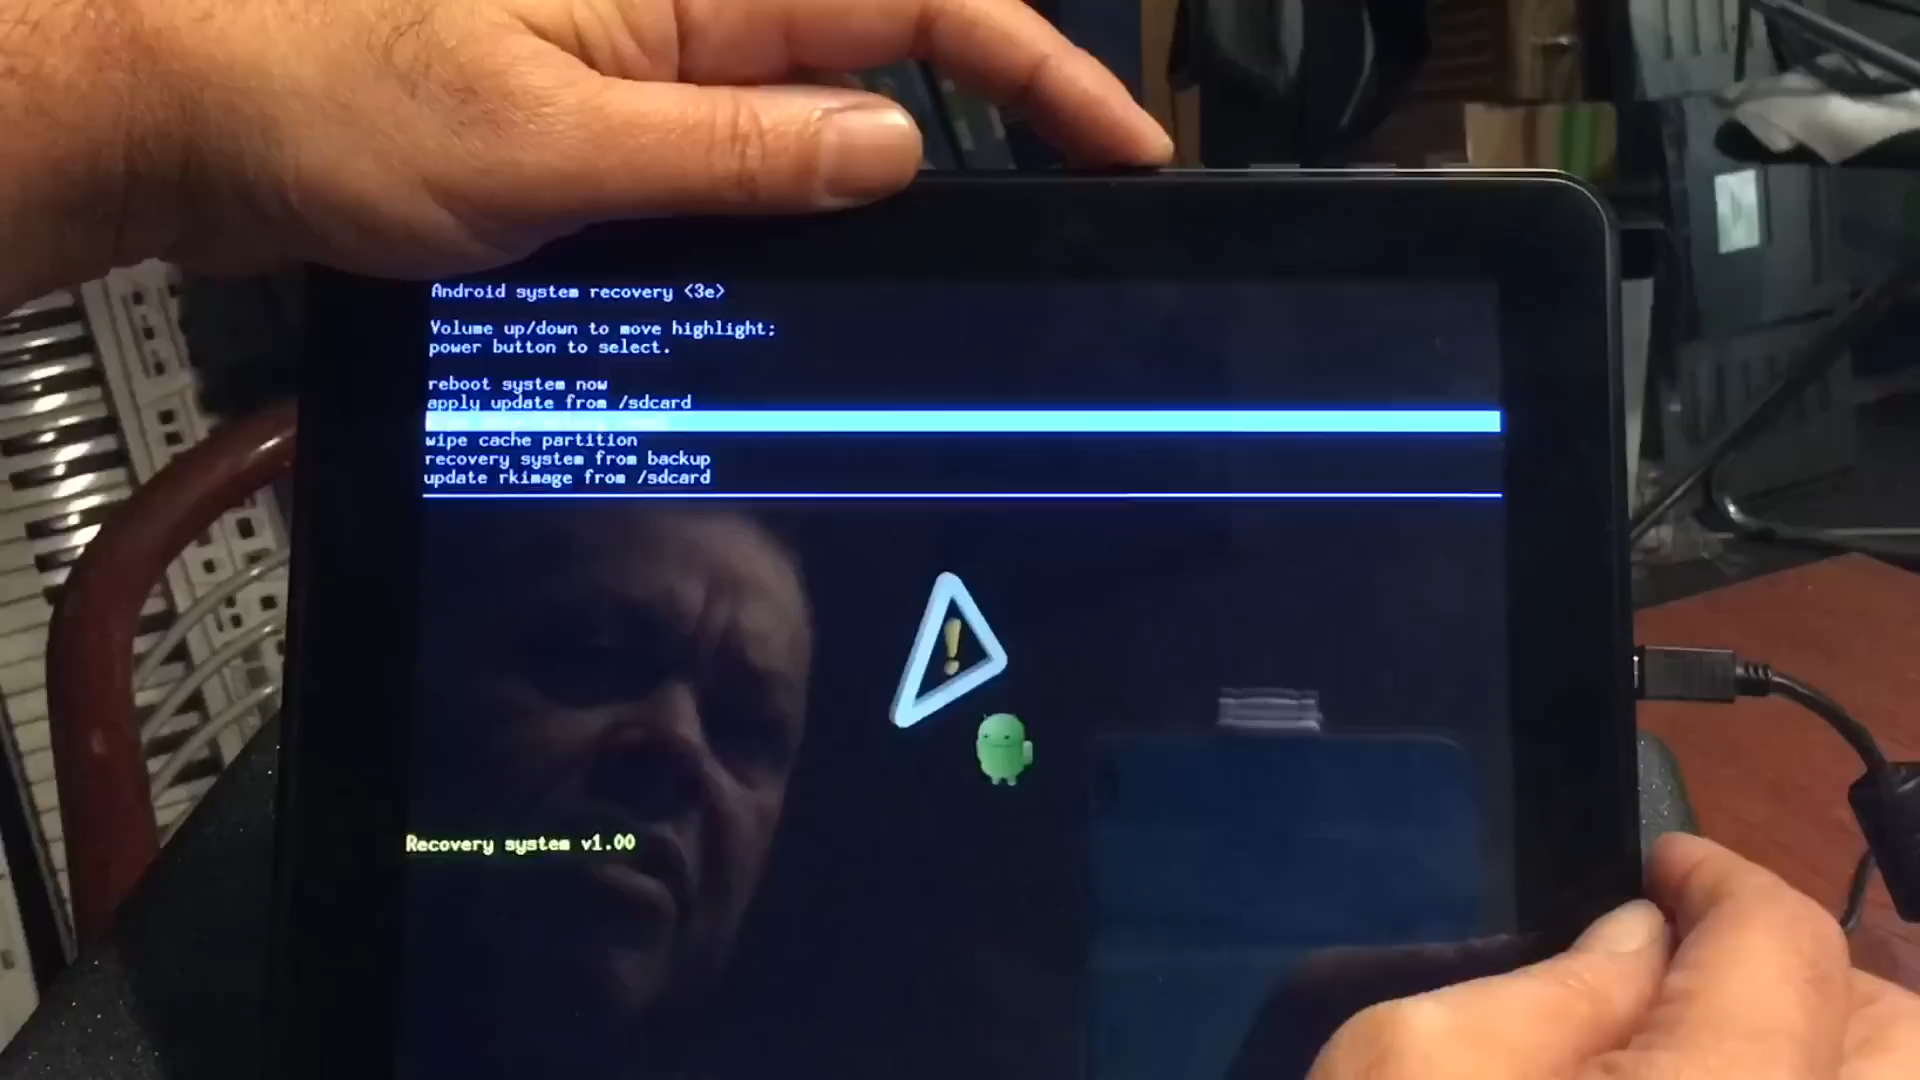 Android system recovery <3e>
Volume up/down to move highlight;
power button to select.
reboot system now
apply update from /sdcard
wipe cache partition
recovery system from backup
update rkimage from /sdcard
Recovery system v1.00